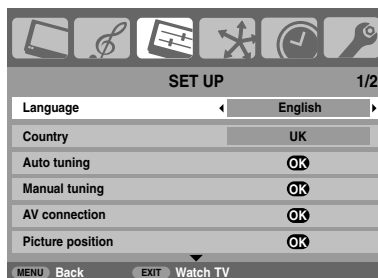 SET UP 1/2
Language English
Country UK
Auto tuning OK
Manual tuning OK
AV connection OK
Picture position OK
MENU Back EXIT Watch TV